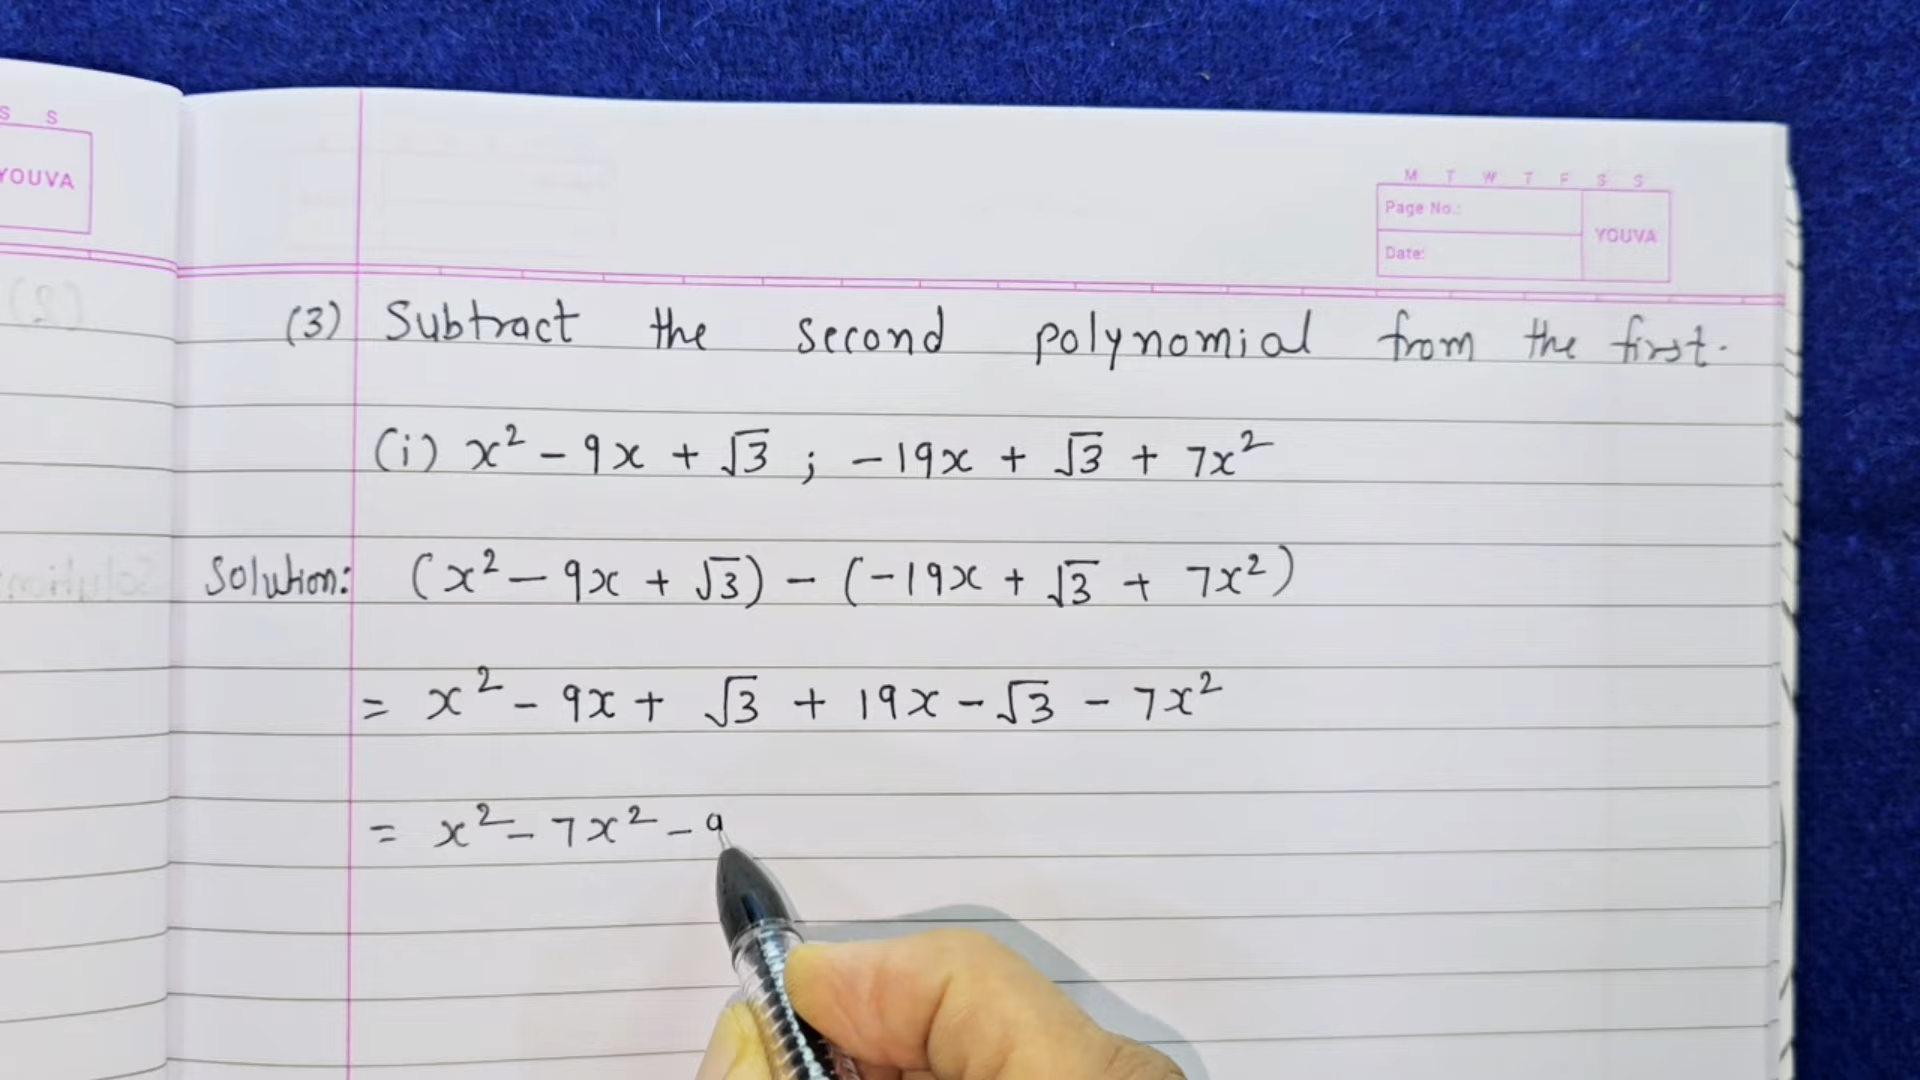 S S
YOUVA
M T W T F S S
Page No.:
YOUVA
Date:
(3) Subtract the second polynomial from the first.
(i) x² - 9x + √3 ; -19x + √3 + 7x²
Solution: (x² - 9x + √3) - (-19x + √3 + 7x²)
= x² - 9x + √3 + 19x - √3 - 7x²
= x² - 7x² - 9